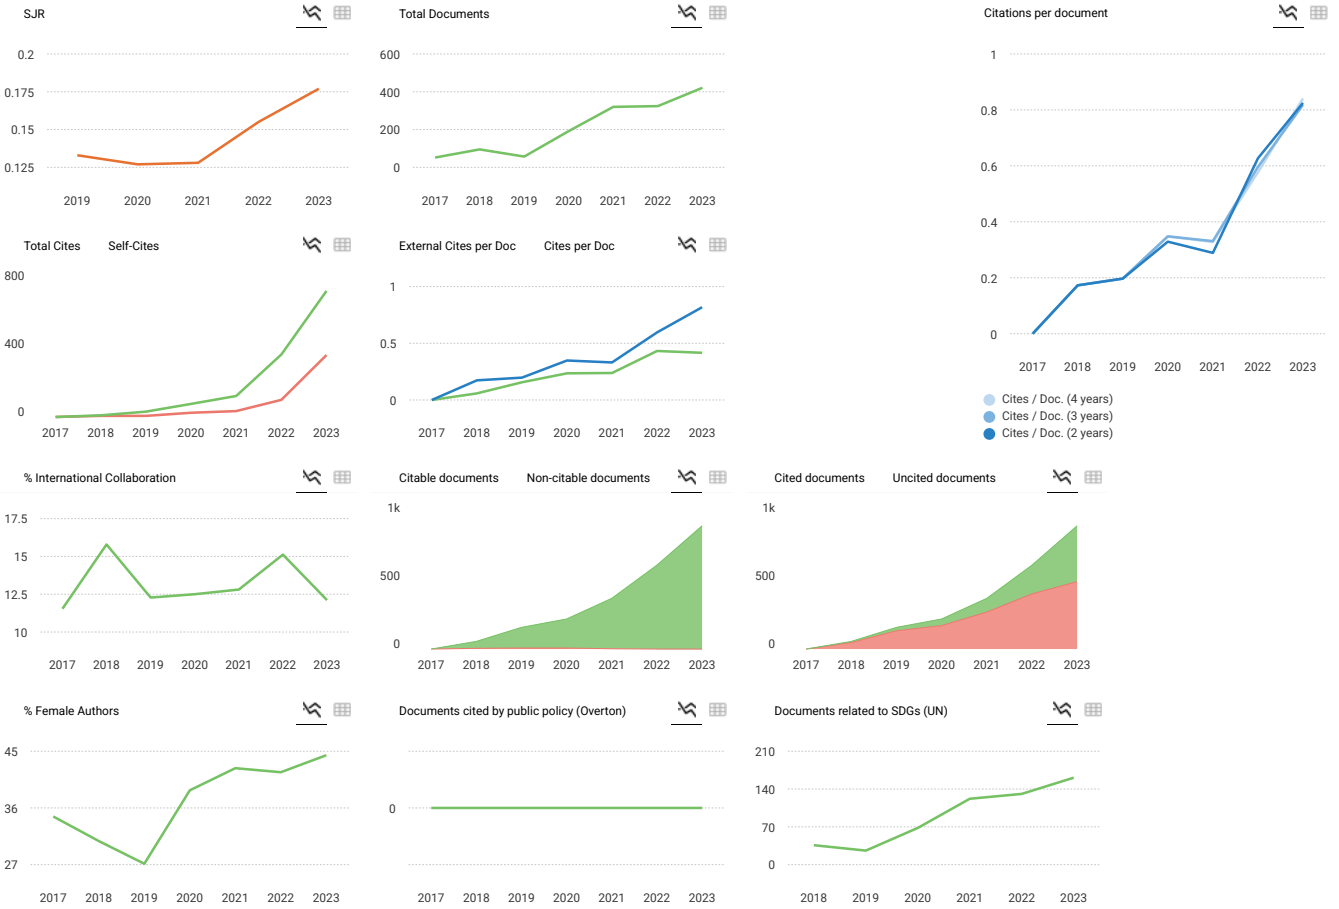 SJR
0.2
0.175
0.15
0.125
2019 2020 2021 2022 2023
Total Documents
600
400
200
0
2017 2018 2019 2020 2021 2022 2023
Citations per document
1
0.8
0.6
0.4
0.2
0
2017 2018 2019 2020 2021 2022 2023
Cites / Doc. (4 years)
Cites / Doc. (3 years)
Cites / Doc. (2 years)
Total Cites Self-Cites
800
400
0
2017 2018 2019 2020 2021 2022 2023
External Cites per Doc Cites per Doc
1
0.5
0
2017 2018 2019 2020 2021 2022 2023
% International Collaboration
17.5
15
12.5
10
2017 2018 2019 2020 2021 2022 2023
Citable documents Non-citable documents
1k
500
0
2017 2018 2019 2020 2021 2022 2023
Cited documents Uncited documents
1k
500
0
2017 2018 2019 2020 2021 2022 2023
% Female Authors
45
36
27
2017 2018 2019 2020 2021 2022 2023
Documents cited by public policy (Overton)
0
2017 2018 2019 2020 2021 2022 2023
Documents related to SDGs (UN)
210
140
70
0
2018 2019 2020 2021 2022 2023